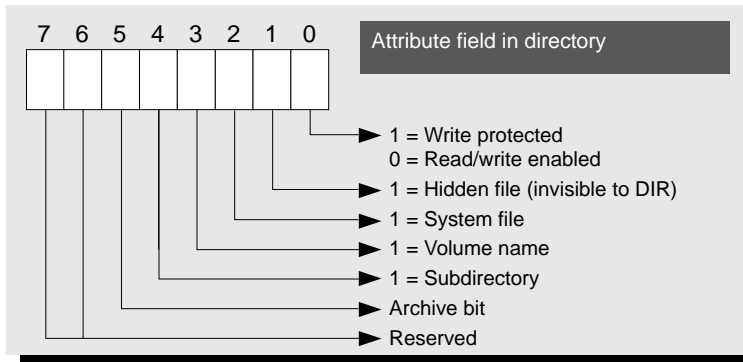 7 6 5 4 3 2 1 0
Attribute field in directory
1 = Write protected
0 = Read/write enabled
1 = Hidden file (invisible to DIR)
1 = System file
1 = Volume name
1 = Subdirectory
Archive bit
Reserved